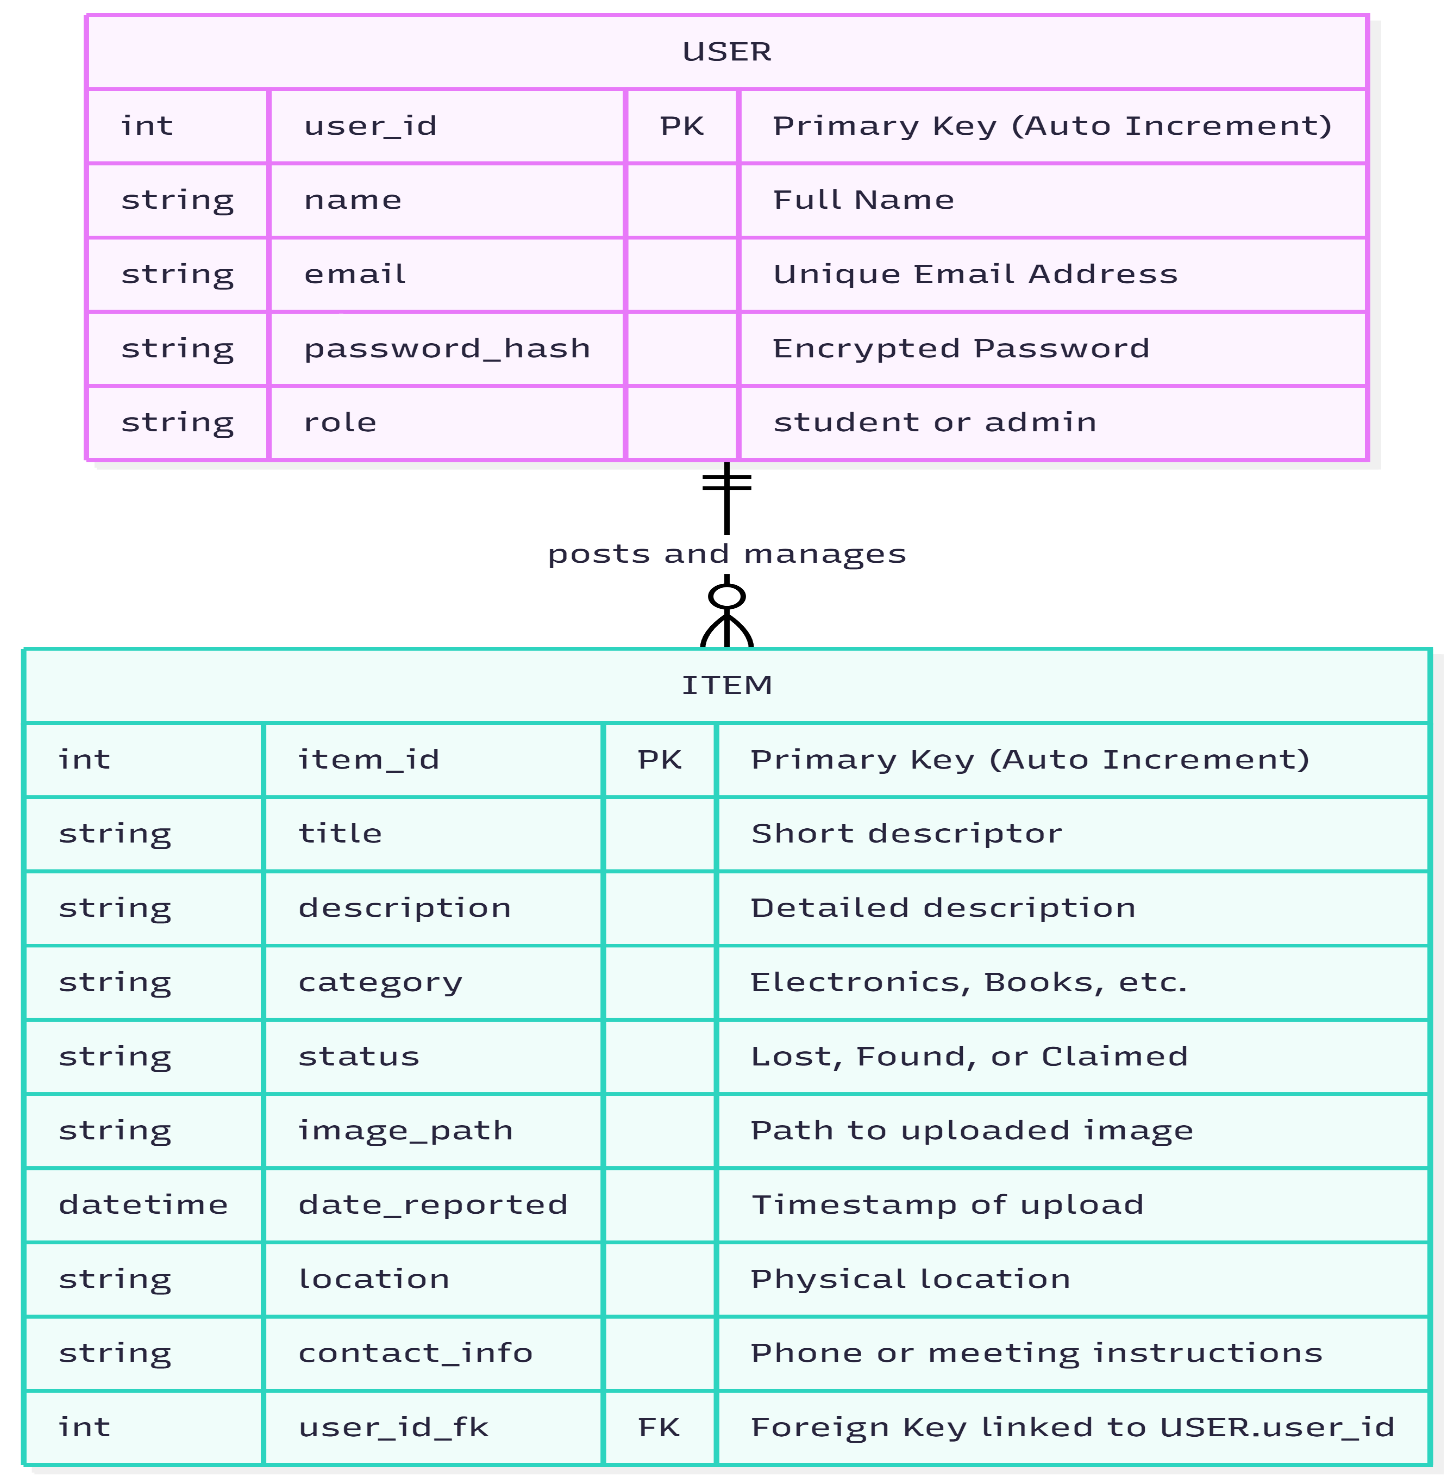 USER
int user_id PK Primary Key (Auto Increment)
string name Full Name
string email Unique Email Address
string password_hash Encrypted Password
string role student or admin
posts and manages
ITEM
int item_id PK Primary Key (Auto Increment)
string title Short descriptor
string description Detailed description
string category Electronics, Books, etc.
string status Lost, Found, or Claimed
string image_path Path to uploaded image
datetime date_reported Timestamp of upload
string location Physical location
string contact_info Phone or meeting instructions
int user_id_fk FK Foreign Key linked to USER.user_id